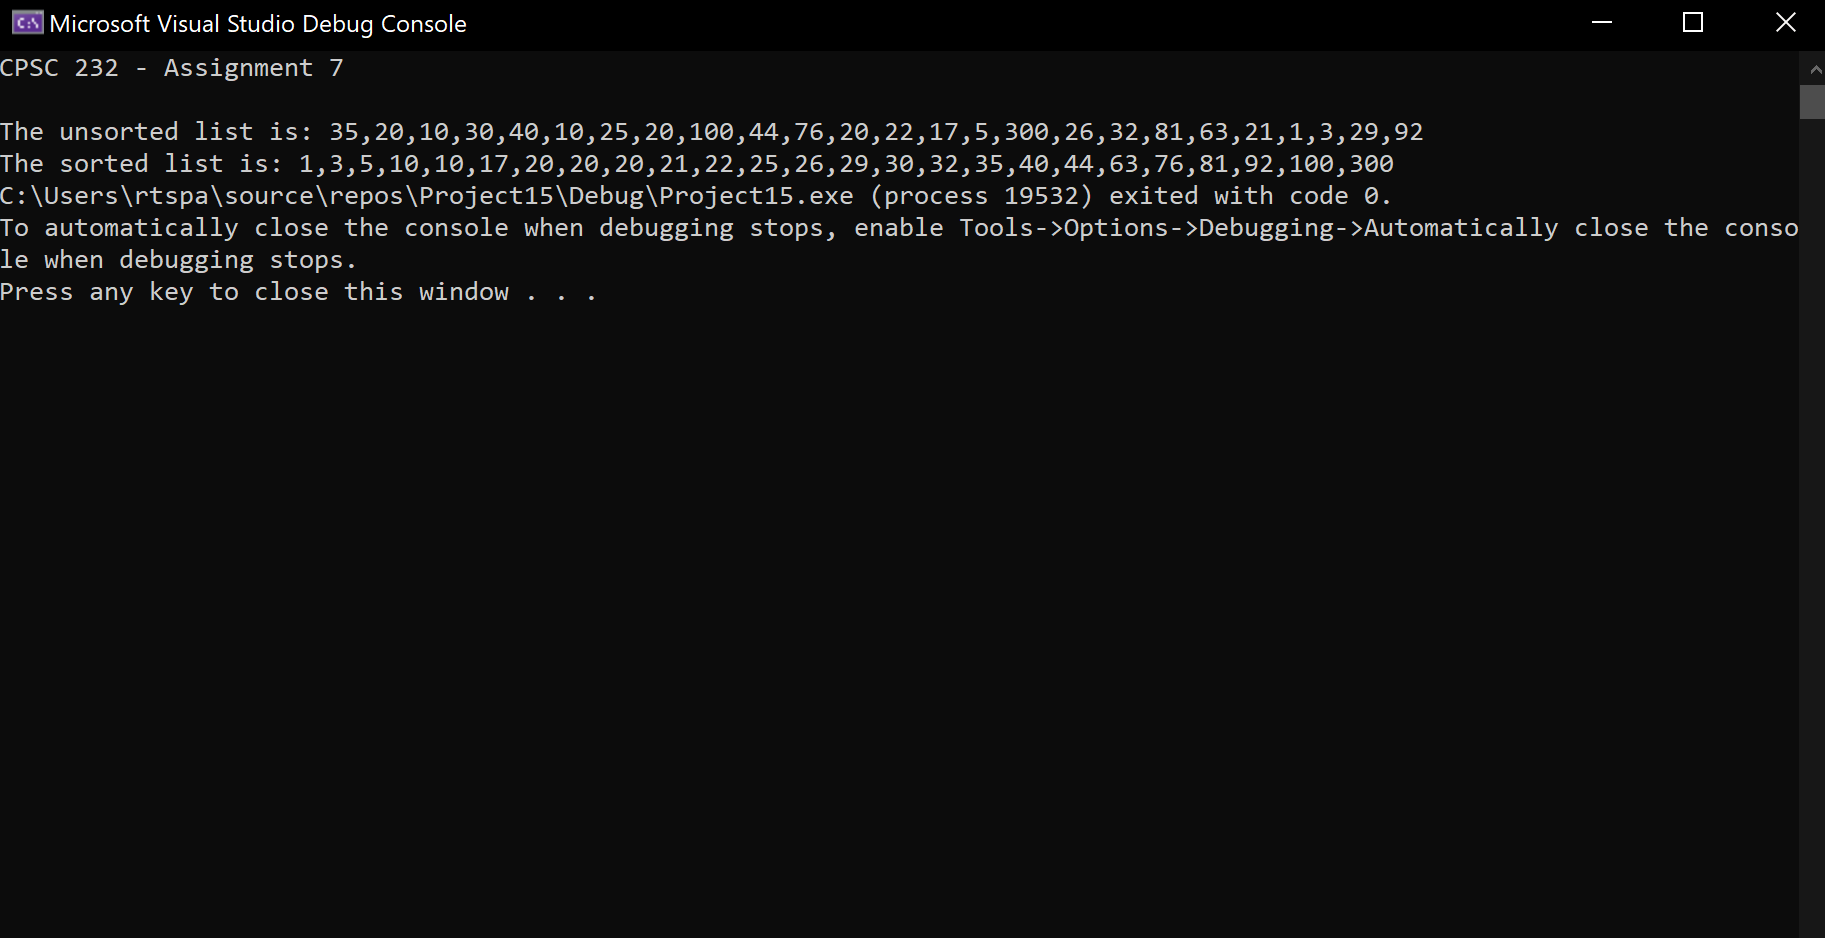 Microsoft Visual Studio Debug Console
CPSC 232 - Assignment 7
The unsorted list is: 35,20,10,30,40,10,25,20,100,44,76,20,22,17,5,300,26,32,81,63,21,1,3,29,92
The sorted list is: 1,3,5,10,10,17,20,20,20,21,22,25,26,29,30,32,35,40,44,63,76,81,92,100,300
C:\Users\rtspa\source\repos\Project15\Debug\Project15.exe (process 19532) exited with code 0.
To automatically close the console when debugging stops, enable Tools->Options->Debugging->Automatically close the conso
le when debugging stops.
Press any key to close this window . . .